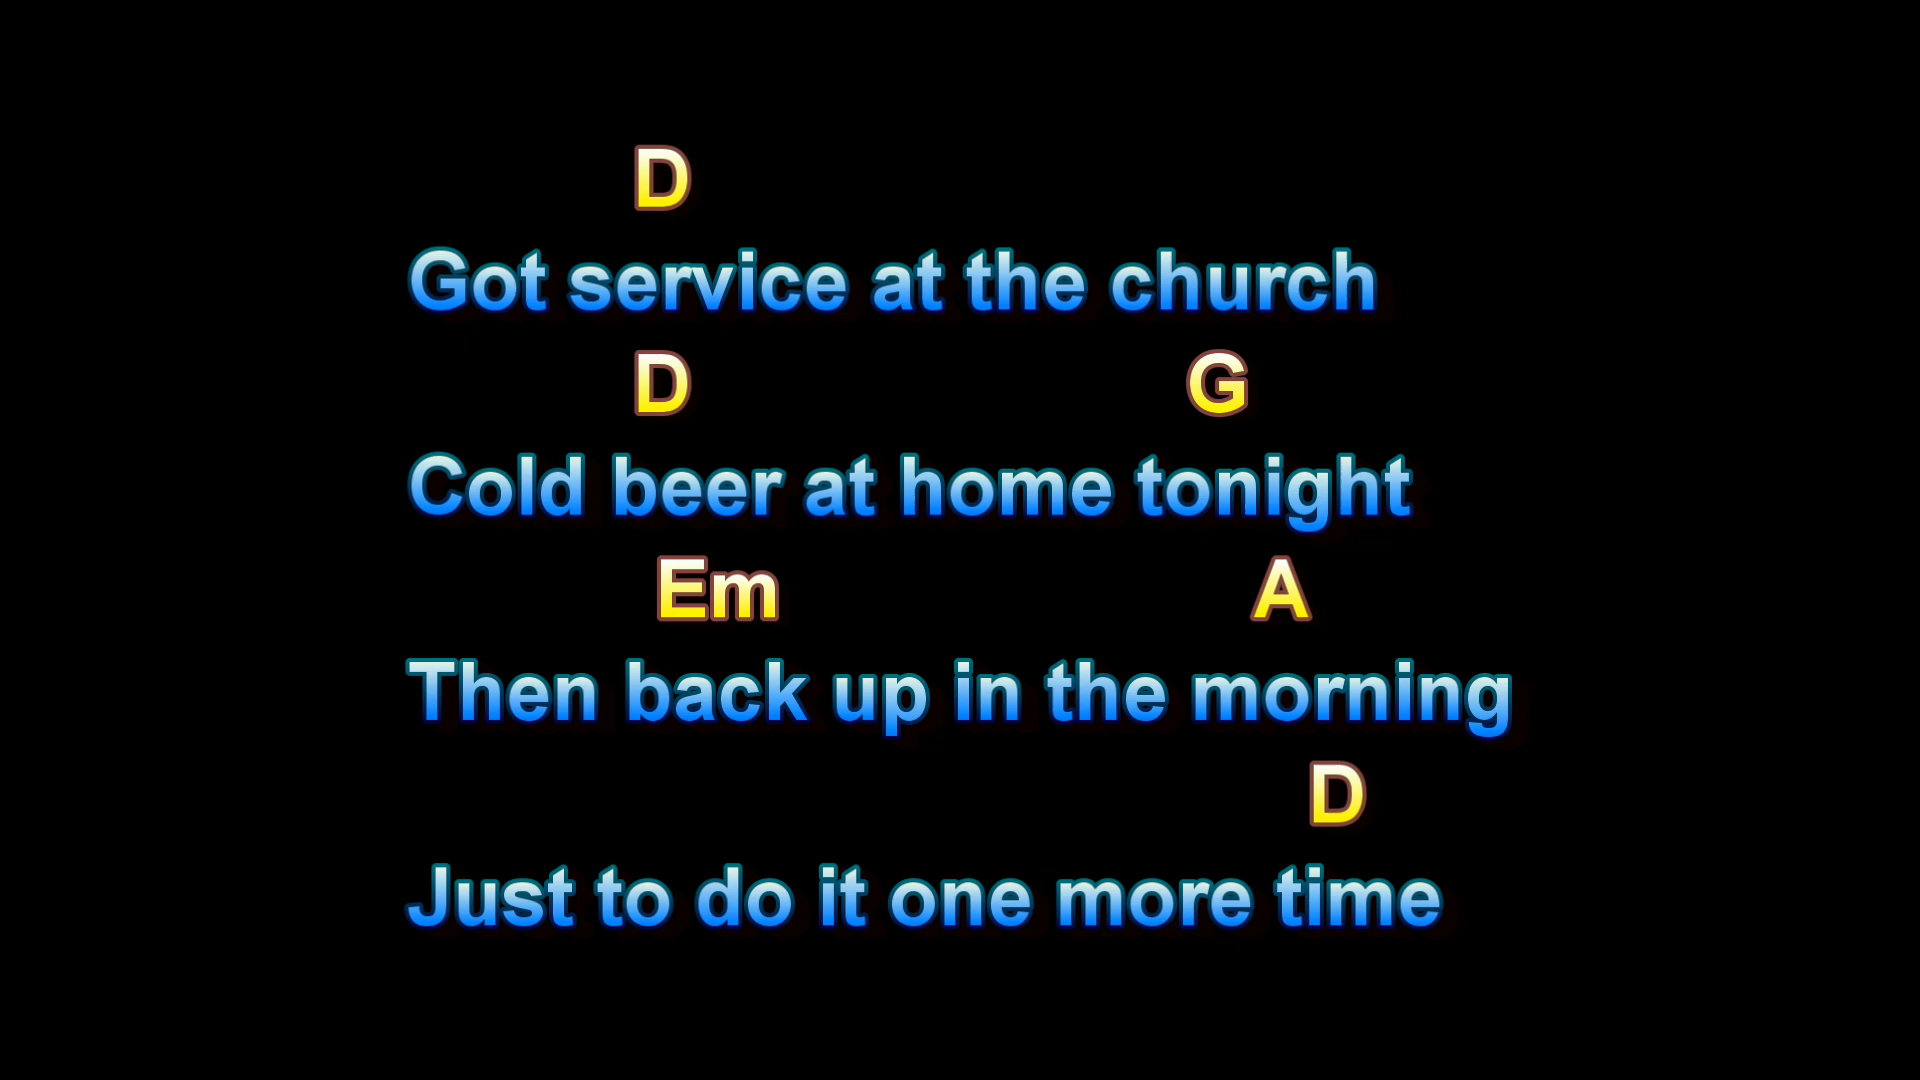 D
Got service at the church
D G
Cold beer at home tonight
Em A
Then back up in the morning
D
Just to do it one more time